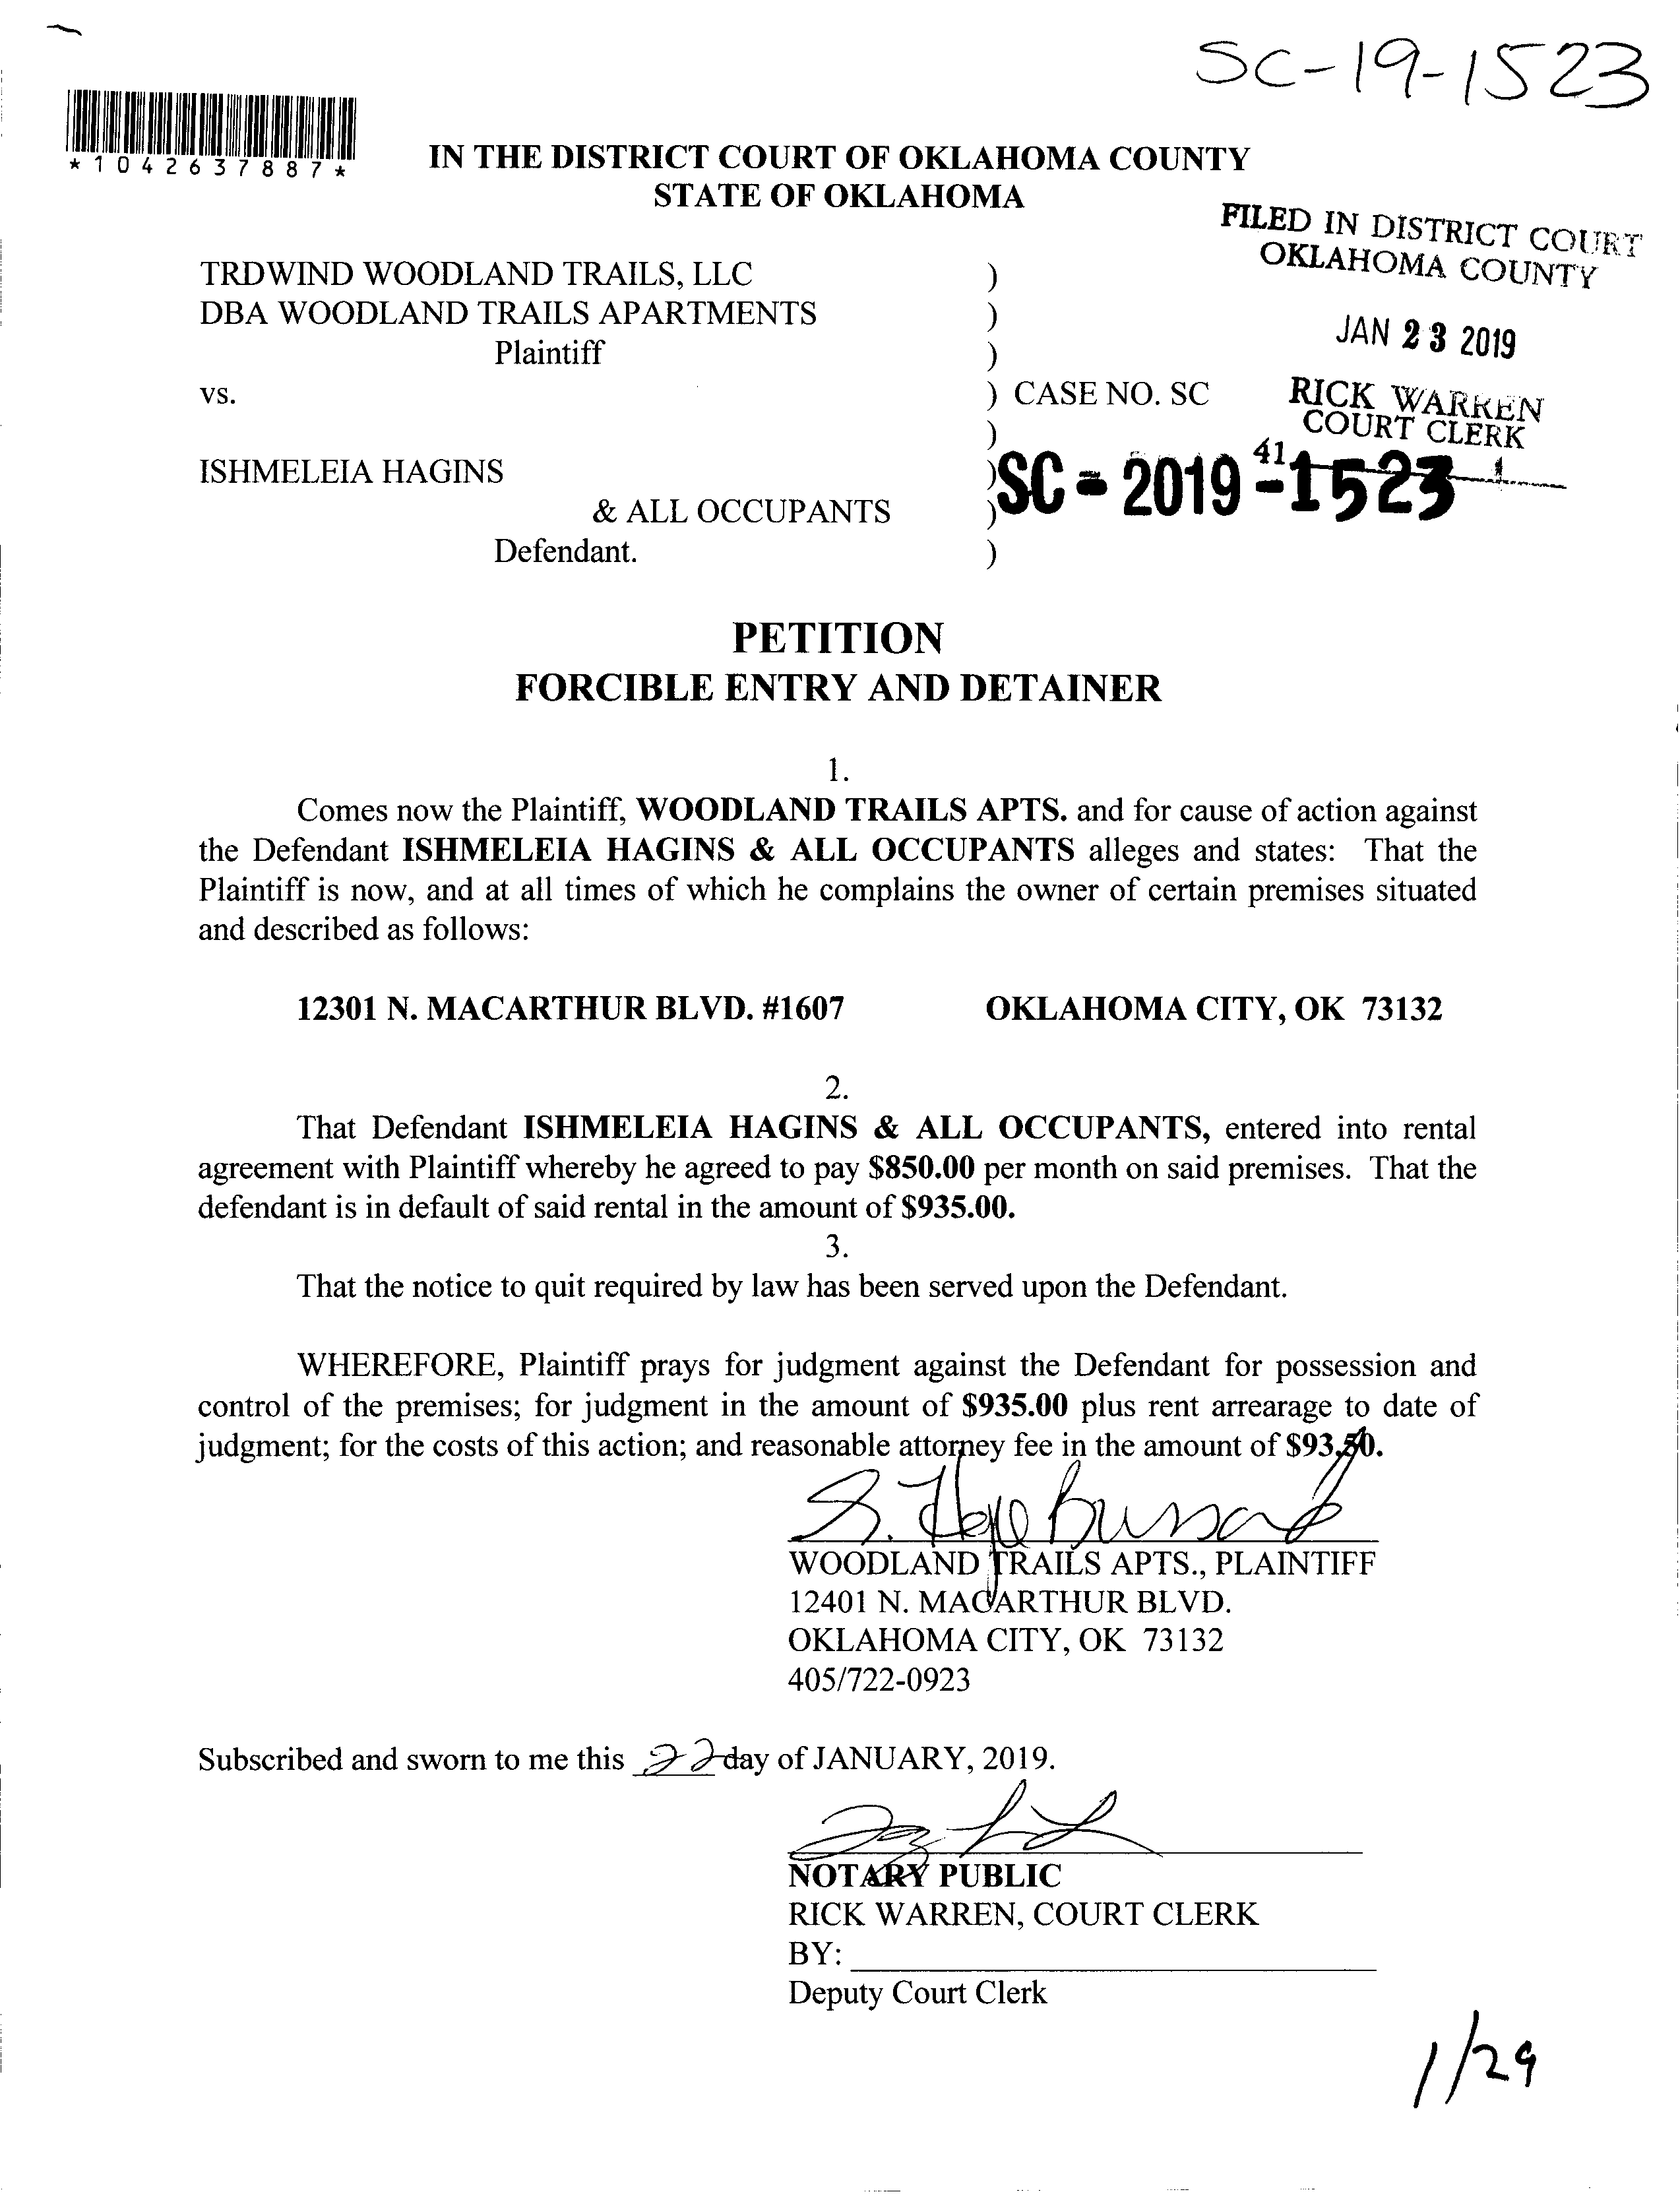 SC-19-1523
*1042637887*
IN THE DISTRICT COURT OF OKLAHOMA COUNTY
STATE OF OKLAHOMA
FILED IN DISTRICT COURT
OKLAHOMA COUNTY
JAN 23 2019
RICK WARREN
COURT CLERK
41
TRDWIND WOODLAND TRAILS, LLC )
DBA WOODLAND TRAILS APARTMENTS )
Plaintiff )
vs. ) CASE NO. SC
)
ISHMELEIA HAGINS ) SC - 2019 - 1523
& ALL OCCUPANTS )
Defendant. )
PETITION
FORCIBLE ENTRY AND DETAINER
1.
Comes now the Plaintiff, WOODLAND TRAILS APTS. and for cause of action against
the Defendant ISHMELEIA HAGINS & ALL OCCUPANTS alleges and states: That the
Plaintiff is now, and at all times of which he complains the owner of certain premises situated
and described as follows:
12301 N. MACARTHUR BLVD. #1607 OKLAHOMA CITY, OK 73132
2.
That Defendant ISHMELEIA HAGINS & ALL OCCUPANTS, entered into rental
agreement with Plaintiff whereby he agreed to pay $850.00 per month on said premises. That the
defendant is in default of said rental in the amount of $935.00.
3.
That the notice to quit required by law has been served upon the Defendant.
WHEREFORE, Plaintiff prays for judgment against the Defendant for possession and
control of the premises; for judgment in the amount of $935.00 plus rent arrearage to date of
judgment; for the costs of this action; and reasonable attorney fee in the amount of $93.50.
WOODLAND TRAILS APTS., PLAINTIFF
12401 N. MACARTHUR BLVD.
OKLAHOMA CITY, OK 73132
405/722-0923
Subscribed and sworn to me this 22 day of JANUARY, 2019.
NOTARY PUBLIC
RICK WARREN, COURT CLERK
BY:
Deputy Court Clerk
1/29